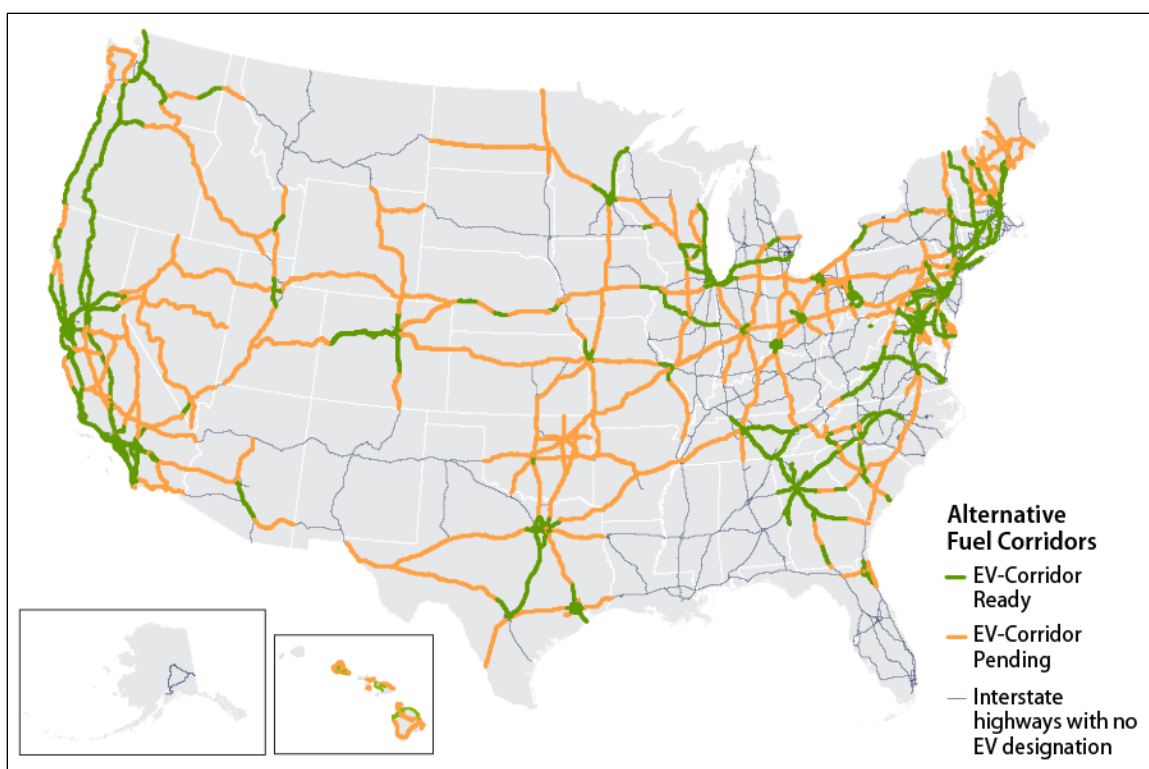 Alternative
Fuel Corridors
EV-Corridor
Ready
EV-Corridor
Pending
Interstate
highways with no
EV designation